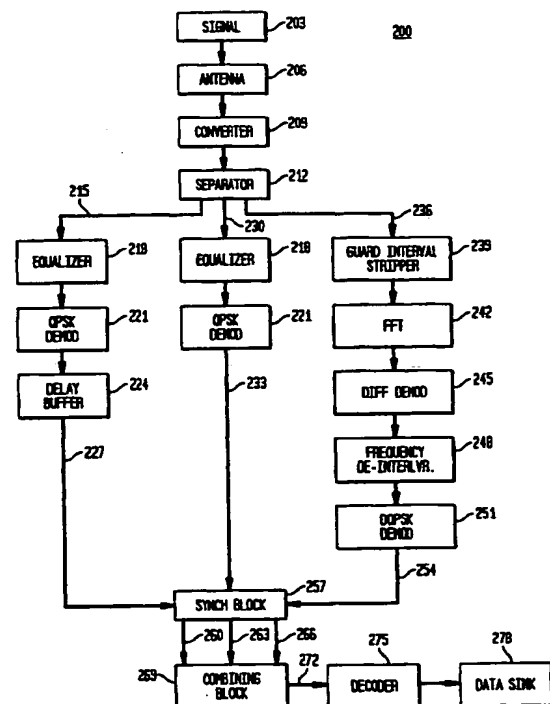 SIGNAL
203
200
ANTENNA
206
CONVERTER
209
SEPARATOR
212
215
230
236
EQUALIZER
218
EQUALIZER
218
GUARD INTERVAL
STRIPPER
239
QPSK
DEMOD
221
QPSK
DEMOD
221
FFT
242
DELAY
BUFFER
224
233
DIFF DEMOD
245
227
FREQUENCY
DE-INTERLVR.
248
DQPSK
DEMOD
251
254
SYNCH BLOCK
257
260
263
266
275
278
269
COMBINING
BLOCK
272
DECODER
DATA SINK